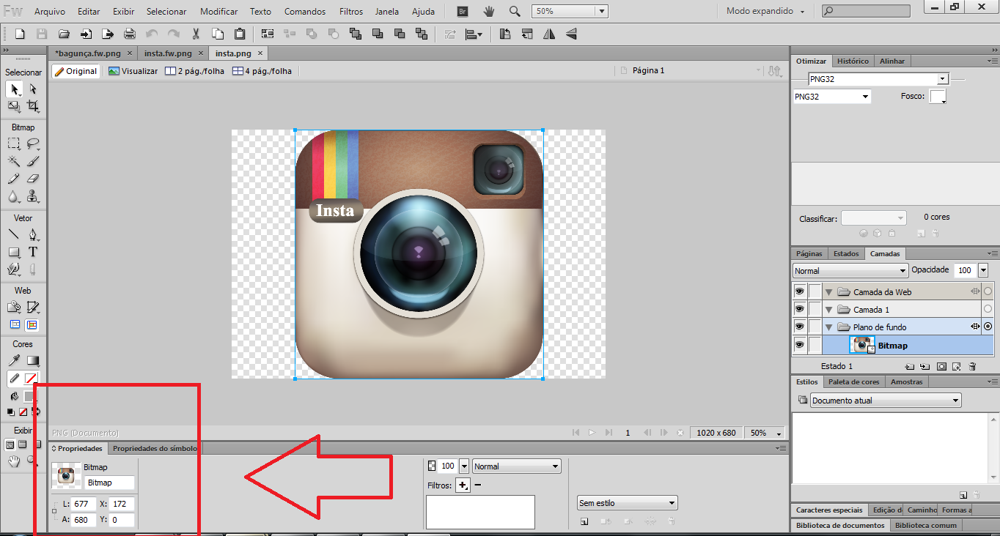 Fw Arquivo Editar Exibir Selecionar Modificar Texto Comandos Filtros Janela Ajuda Br 50% Modo expandido
*bagunça.fw.png × insta.fw.png × insta.png ×
Original Visualizar 2 pág./folha 4 pág./folha Página 1
Selecionar
Bitmap
Vetor
Web
Cores
Exibir
Insta
PNG (Documento) 1 1020 x 680 50%
Propriedades Propriedades do símbolo
Bitmap
Bitmap
L: 677 X: 172
A: 680 Y: 0
100 Normal
Filtros:
Sem estilo
Otimizar Histórico Alinhar
PNG32
PNG32 Fosco:
Classificar: 0 cores
Páginas Estados Camadas
Normal Opacidade 100
Camada da Web
Camada 1
Plano de fundo
Bitmap
Estado 1
Estilos Paleta de cores Amostras
Documento atual
Caracteres especiais Edição d Caminho Formas a
Biblioteca de documentos Biblioteca comum